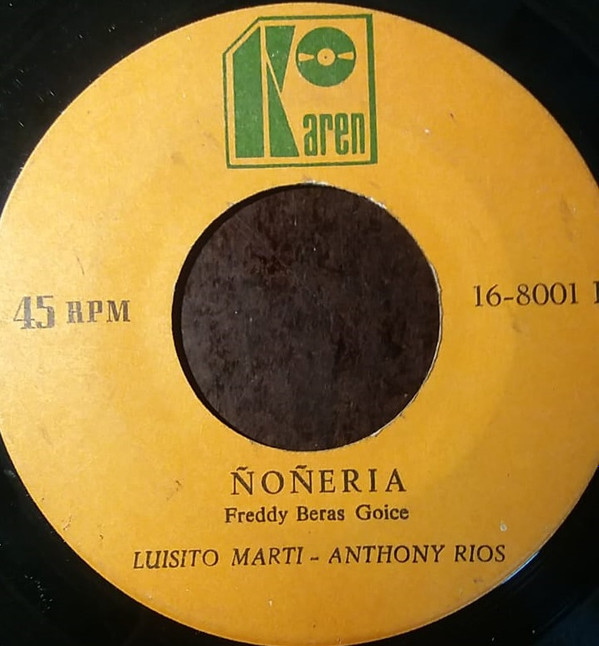 Karen
45 RPM
16-8001
ÑOÑERIA
Freddy Beras Goice
LUISITO MARTI - ANTHONY RIOS